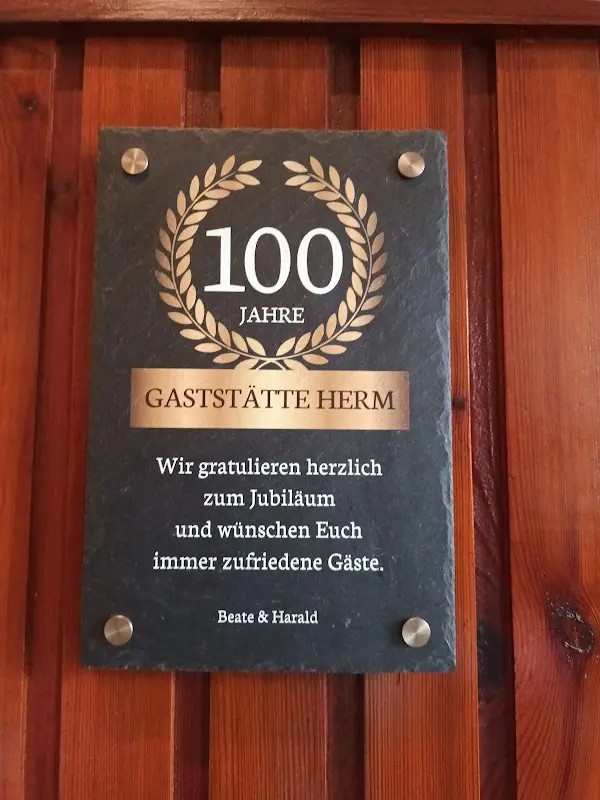 100
JAHRE
GASTSTÄTTE HERM
Wir gratulieren herzlich
zum Jubiläum
und wünschen Euch
immer zufriedene Gäste.
Beate & Harald